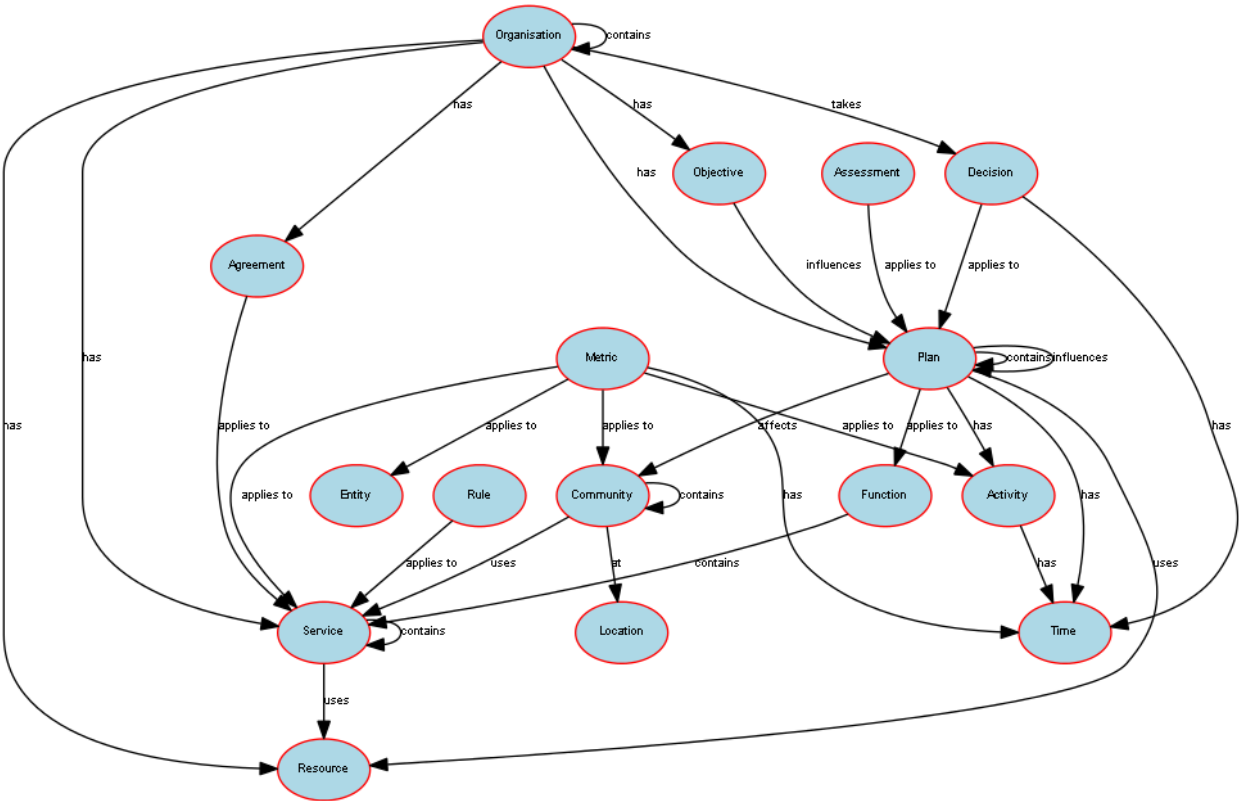 Organisation
contains
has
has
takes
Objective
Assessment
Decision
has
Agreement
influences
applies to
applies to
has
Metric
Plan
contains
influences
has
applies to
applies to
applies to
affects
applies to
applies to
has
has
applies to
Entity
Rule
Community
contains
has
Function
Activity
has
applies to
uses
at
contains
has
uses
Service
contains
Location
Time
uses
Resource